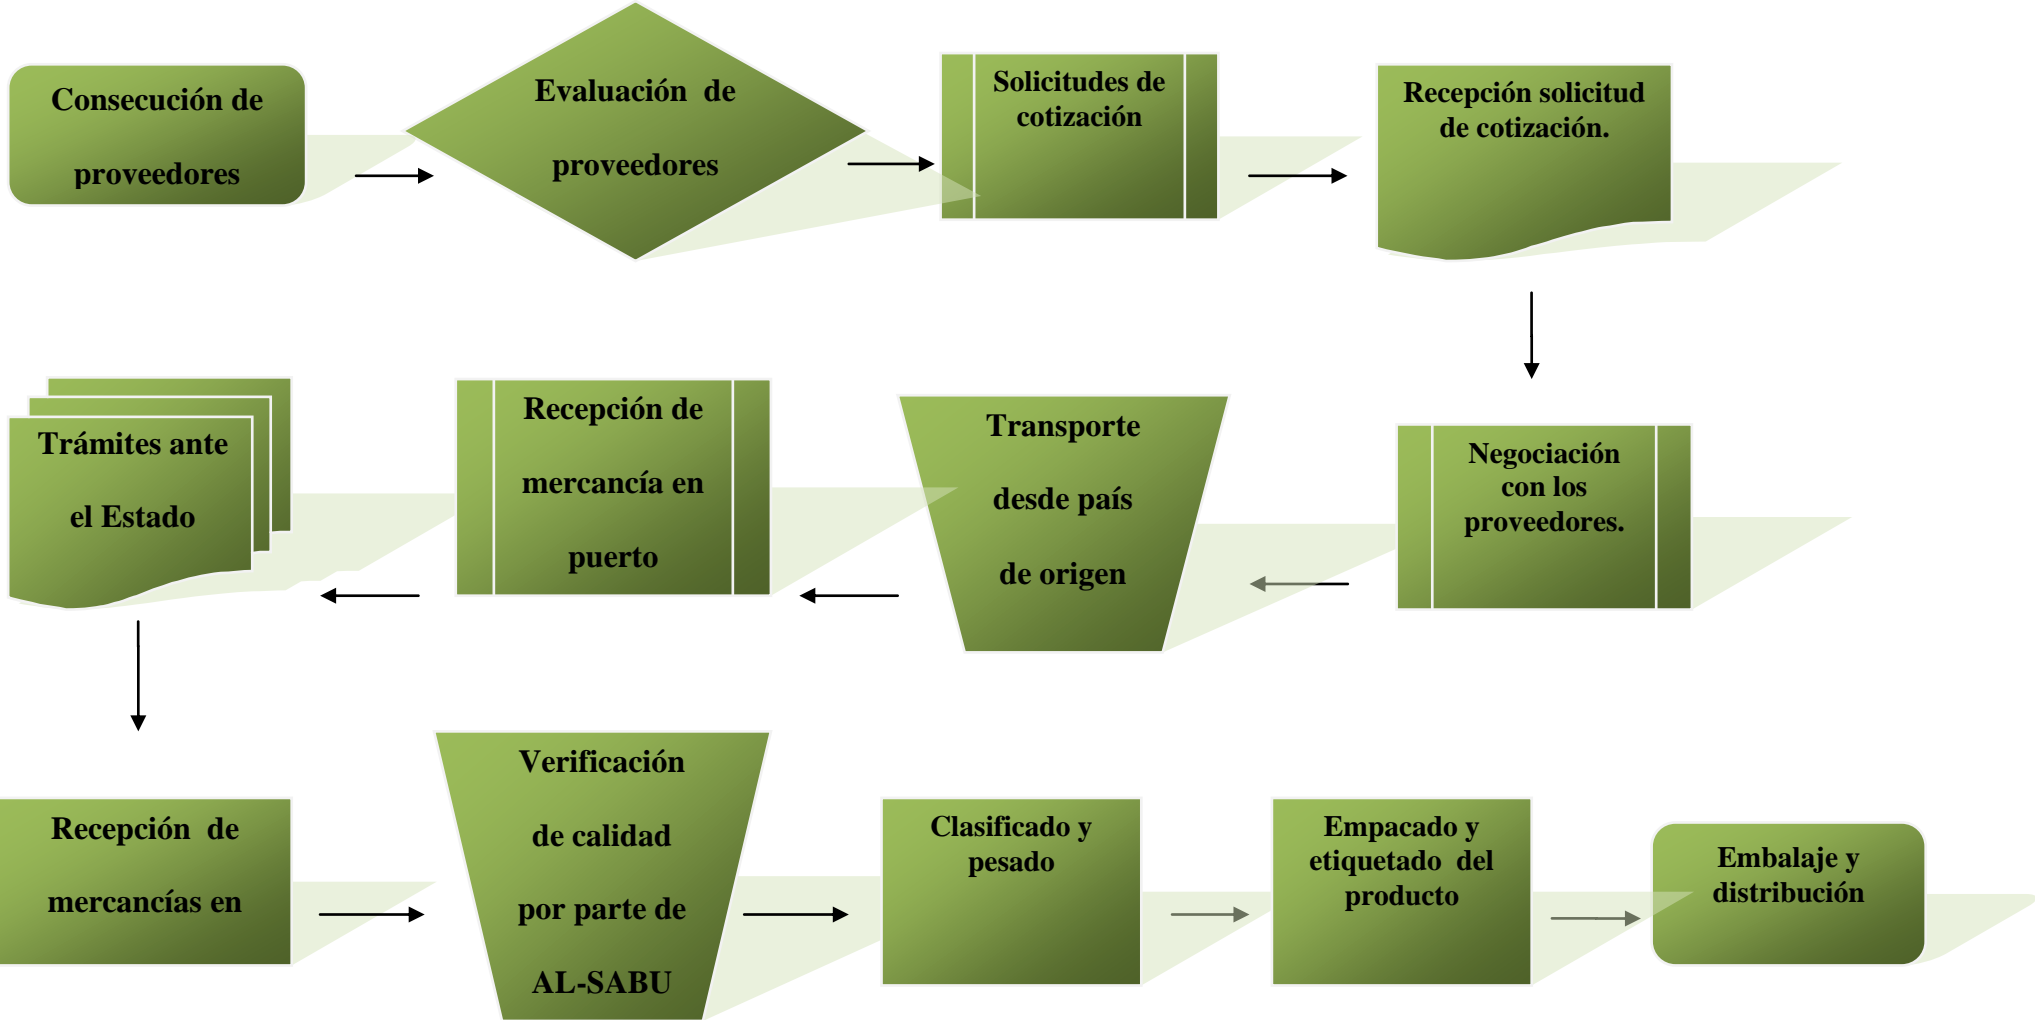 Consecución de
proveedores
Evaluación de
proveedores
Solicitudes de
cotización
Recepción solicitud
de cotización.
Negociación
con los
proveedores.
Transporte
desde país
de origen
Recepción de
mercancía en
puerto
Trámites ante
el Estado
Recepción de
mercancías en
Verificación
de calidad
por parte de
AL-SABU
Clasificado y
pesado
Empacado y
etiquetado del
producto
Embalaje y
distribución